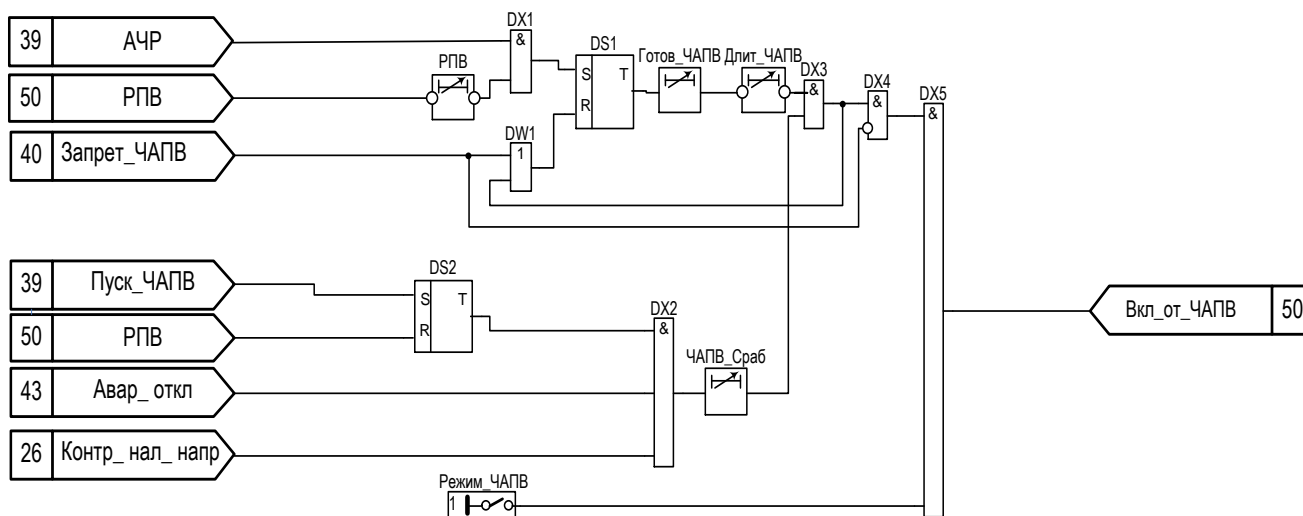 39 АЧР
50 РПВ
40 Запрет_ЧАПВ
РПВ
DX1
&
DS1
S T
R
DW1
1
Готов_ЧАПВ
Длит_ЧАПВ
DX3
&
DX4
&
DX5
&
39 Пуск_ЧАПВ
50 РПВ
43 Авар_ откл
26 Контр_ нал_ напр
DS2
S T
R
DX2
&
ЧАПВ_Сраб
Режим_ЧАПВ
1
Вкл_от_ЧАПВ 50